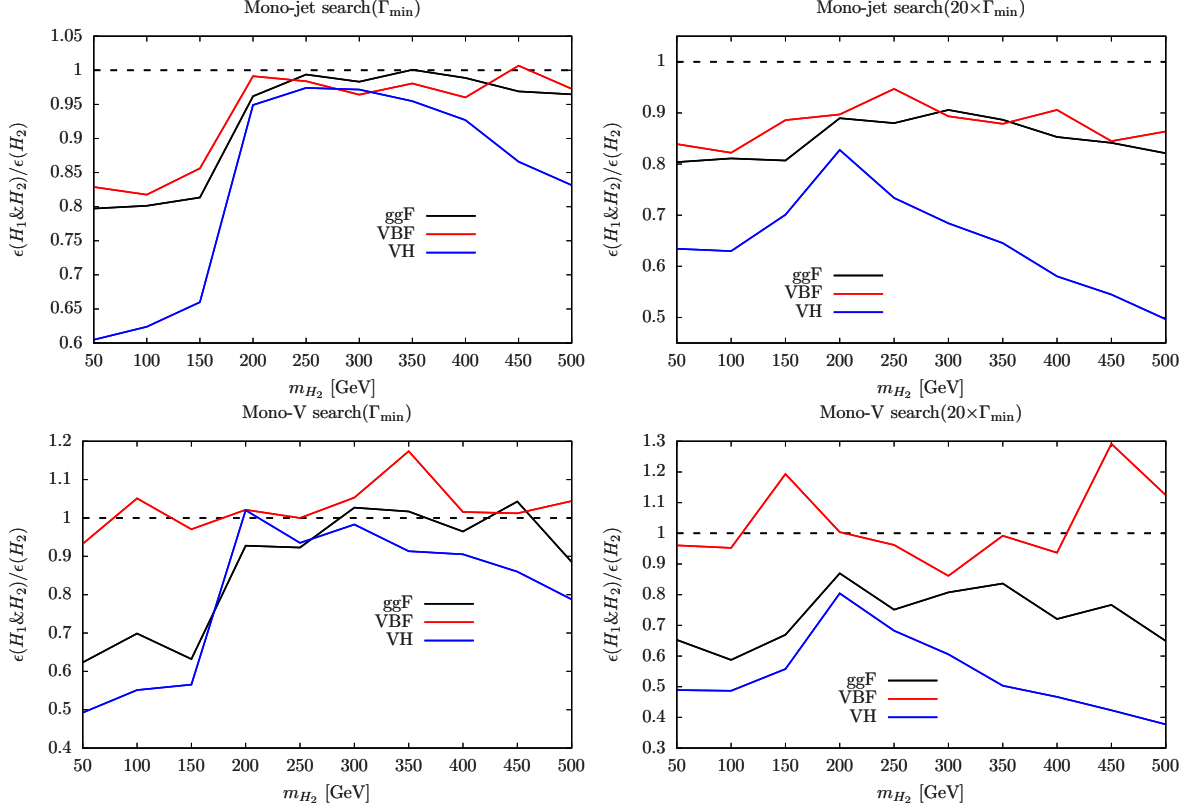 Mono-jet search(Γmin)
1.05
1
0.95
0.9
0.85
0.8
0.75
0.7
0.65
0.6
ϵ(H1&H2)/ϵ(H2)
ggF
VBF
VH
50 100 150 200 250 300 350 400 450 500
mH2 [GeV]
Mono-jet search(20×Γmin)
1
0.9
0.8
0.7
0.6
0.5
ϵ(H1&H2)/ϵ(H2)
ggF
VBF
VH
50 100 150 200 250 300 350 400 450 500
mH2 [GeV]
Mono-V search(Γmin)
1.2
1.1
1
0.9
0.8
0.7
0.6
0.5
0.4
ϵ(H1&H2)/ϵ(H2)
ggF
VBF
VH
50 100 150 200 250 300 350 400 450 500
mH2 [GeV]
Mono-V search(20×Γmin)
1.3
1.2
1.1
1
0.9
0.8
0.7
0.6
0.5
0.4
0.3
ϵ(H1&H2)/ϵ(H2)
ggF
VBF
VH
50 100 150 200 250 300 350 400 450 500
mH2 [GeV]